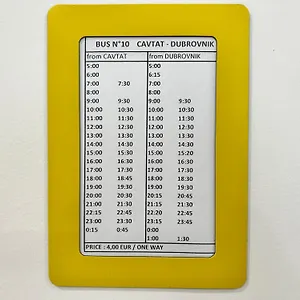 BUS N°10 CAVTAT - DUBROVNIK
from CAVTAT from DUBROVNIK
5:00 5:00
6:00 6:15
7:00 7:30 7:00
8:00 8:00
9:00 9:30 9:00 9:30
10:00 10:30 10:00 10:30
11:00 11:30 11:00 11:30
12:00 12:30 12:00 12:30
13:00 13:30 13:00 13:30
14:00 14:30 14:00 14:30
15:00 15:30 15:00 15:20
16:00 16:30 16:00 16:30
17:00 17:30 17:00 17:30
18:00 18:45 18:00 18:30
19:00 19:30 19:00 19:30
20:00 20:30 20:00 20:30
21:00 21:30 21:00 21:30
22:15 22:45 22:15 22:45
23:00 23:30 23:15 23:45
0:15 0:45 0:00
1:00 1:30
PRICE : 4,00 EUR / ONE WAY